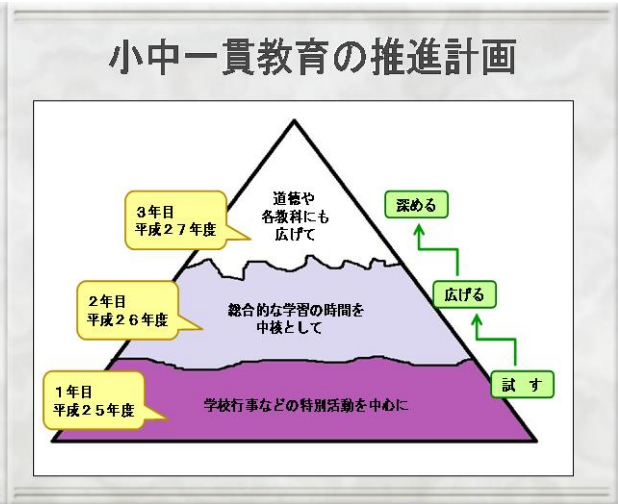 小中一貫教育の推進計画
3年目
平成27年度
道徳や
各教科にも
広げて
深める
2年目
平成26年度
総合的な学習の時間を
中核として
広げる
1年目
平成25年度
学校行事などの特別活動を中心に
試 す